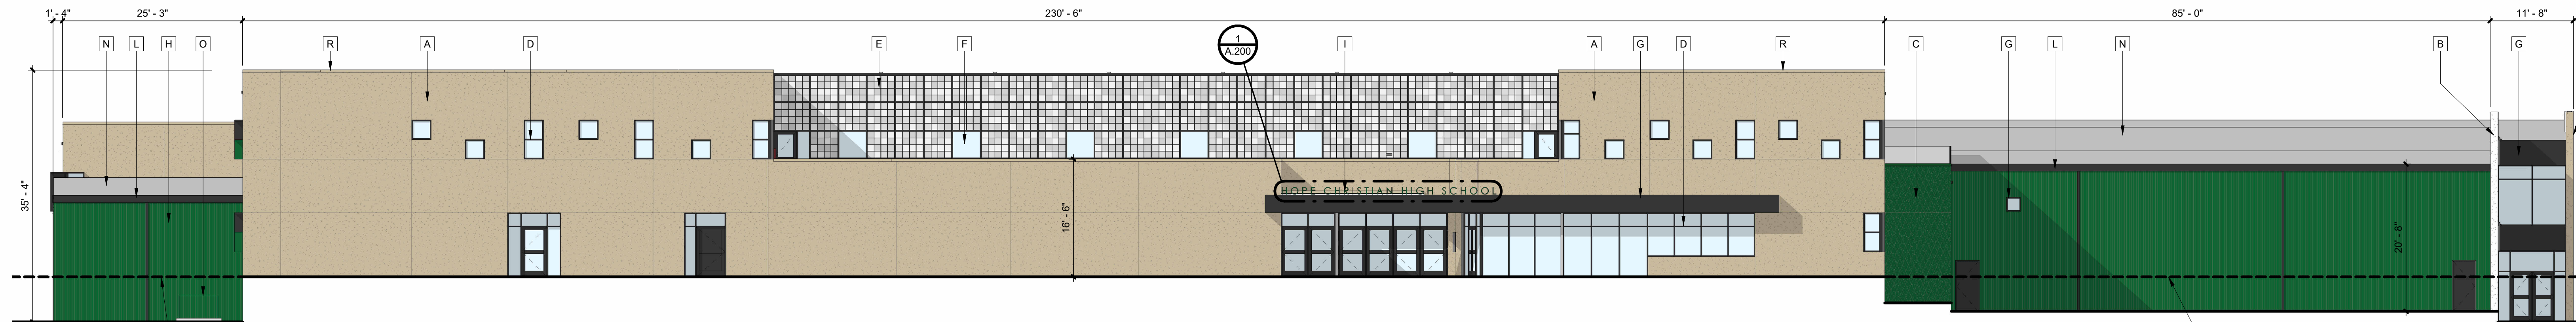 1' - 4"
25' - 3"
230' - 6"
85' - 0"
11' - 8"
N
L
H
O
R
A
D
E
F
1
A.200
I
A
G
D
R
C
G
L
N
B
G
35' - 4"
HOPE CHRISTIAN HIGH SCHOOL
16' - 6"
20' - 8"